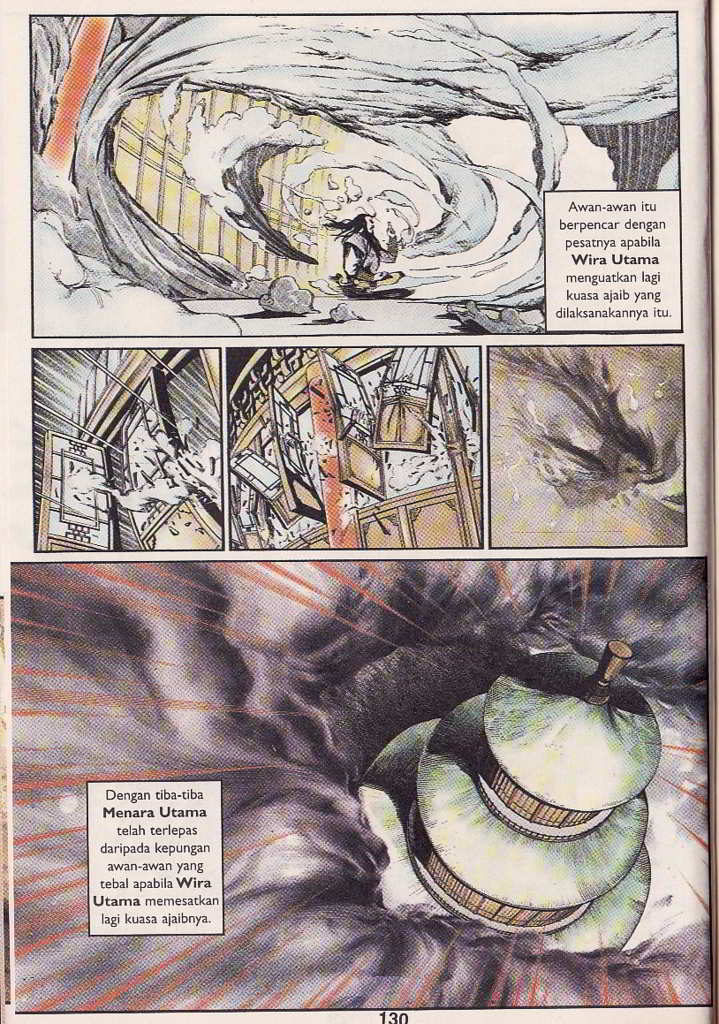 Awan-awan itu
berpencar dengan
pesatnya apabila
Wira Utama
menguatkan lagi
kuasa ajaib yang
dilaksanakannya itu.
Dengan tiba-tiba
Menara Utama
telah terlepas
daripada kepungan
awan-awan yang
tebal apabila Wira
Utama memesatkan
lagi kuasa ajaibnya.
130